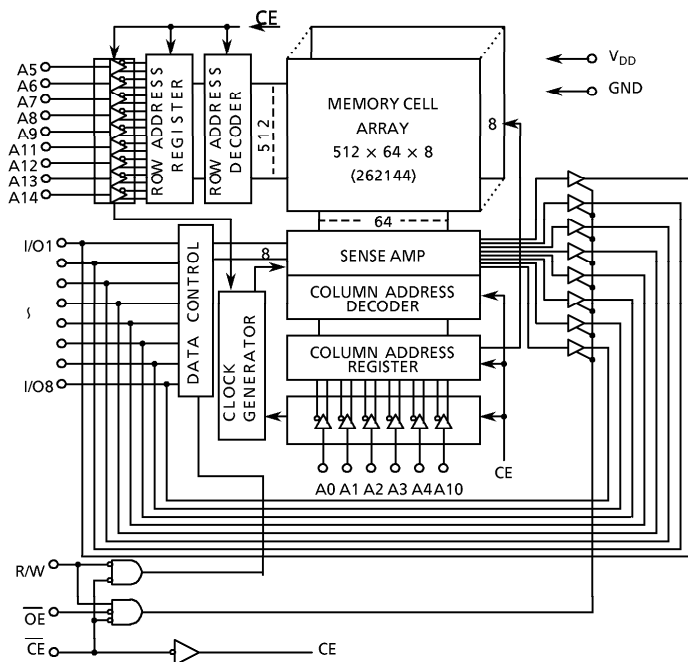 CE
A5
A6
A7
A8
A9
A11
A12
A13
A14
ROW ADDRESS
REGISTER
ROW ADDRESS
DECODER
512
MEMORY CELL
ARRAY
512 × 64 × 8
(262144)
8
VDD
GND
64
I/O1
I/O8
DATA CONTROL
8
CLOCK
GENERATOR
SENSE AMP
COLUMN ADDRESS
DECODER
COLUMN ADDRESS
REGISTER
CE
A0 A1 A2 A3 A4 A10
R/W
OE
CE
CE